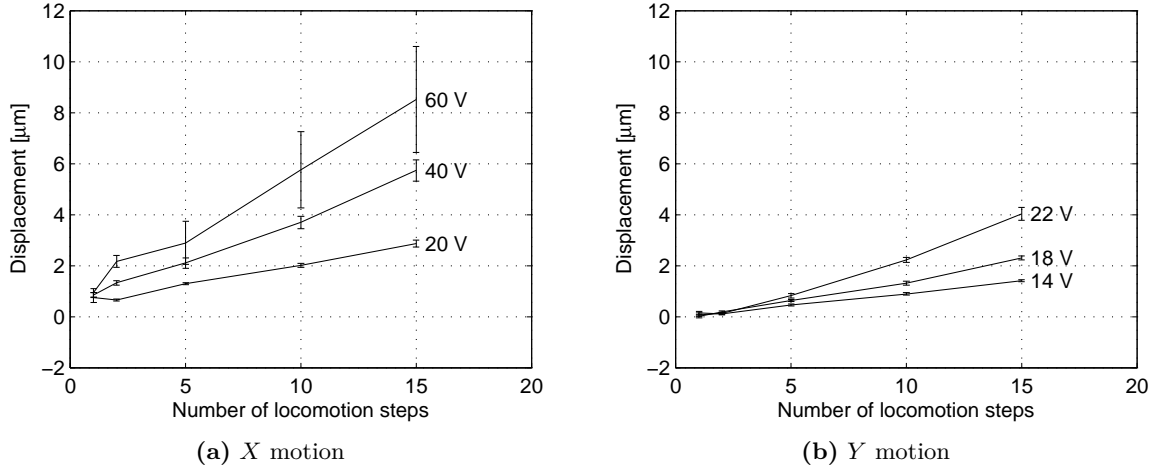 12
10
8
6
4
2
0
−2
0 5 10 15 20
Displacement [μm]
Number of locomotion steps
60 V
40 V
20 V
(a) X motion
12
10
8
6
4
2
0
−2
0 5 10 15 20
Displacement [μm]
Number of locomotion steps
22 V
18 V
14 V
(b) Y motion